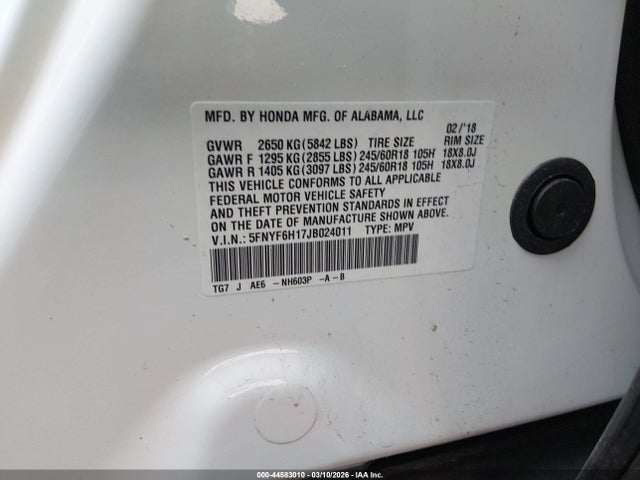 MFD. BY HONDA MFG. OF ALABAMA, LLC
02/'18
GVWR 2650 KG (5842 LBS) TIRE SIZE RIM SIZE
GAWR F 1295 KG (2855 LBS) 245/60R18 105H 18X8.0J
GAWR R 1405 KG (3097 LBS) 245/60R18 105H 18X8.0J
THIS VEHICLE CONFORMS TO ALL APPLICABLE
FEDERAL MOTOR VEHICLE SAFETY
AND THEFT PREVENTION STANDARDS IN EFFECT
ON THE DATE OF MANUFACTURE SHOWN ABOVE.
V.I.N.: 5FNYF6H17JB024011 TYPE: MPV
TG7 J AE6 -NH603P -A-B
000-44583010 - 03/10/2026 - IAA Inc.